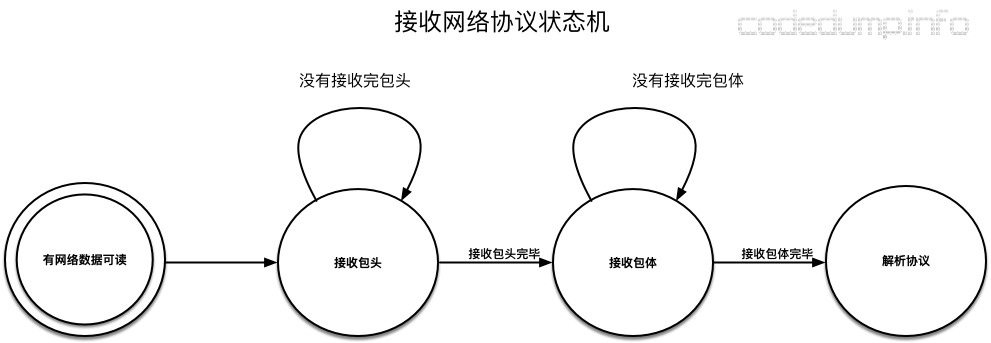 接收网络协议状态机
codedumpinfo
没有接收完包头
没有接收完包体
有网络数据可读
接收包头
接收包头完毕
接收包体
接收包体完毕
解析协议